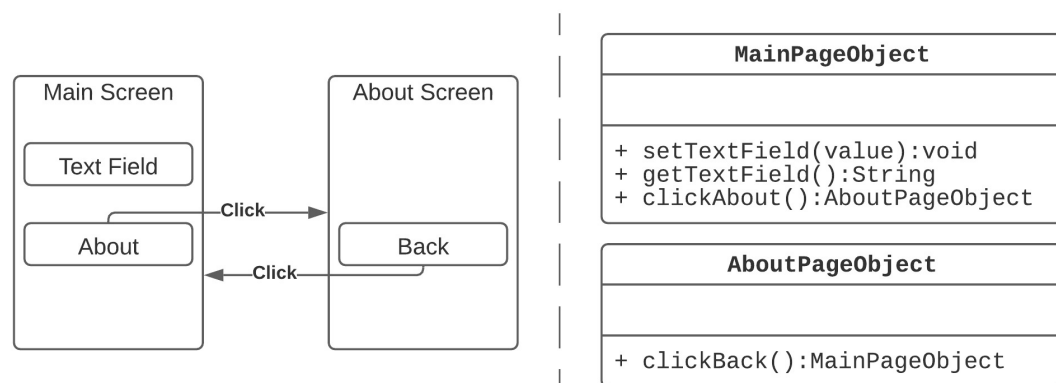 Main Screen
Text Field
About
Click
Click
About Screen
Back
MainPageObject
+ setTextField(value):void
+ getTextField():String
+ clickAbout():AboutPageObject
AboutPageObject
+ clickBack():MainPageObject